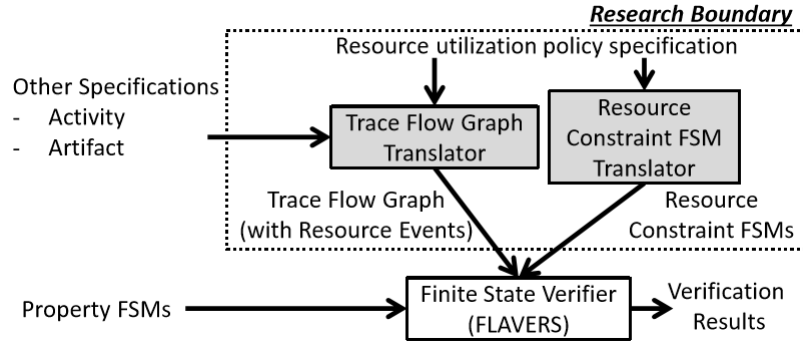 Research Boundary
Resource utilization policy specification
Other Specifications
- Activity
- Artifact
Trace Flow Graph
Translator
Resource
Constraint FSM
Translator
Trace Flow Graph
(with Resource Events)
Resource
Constraint FSMs
Property FSMs
Finite State Verifier
(FLAVERS)
Verification
Results